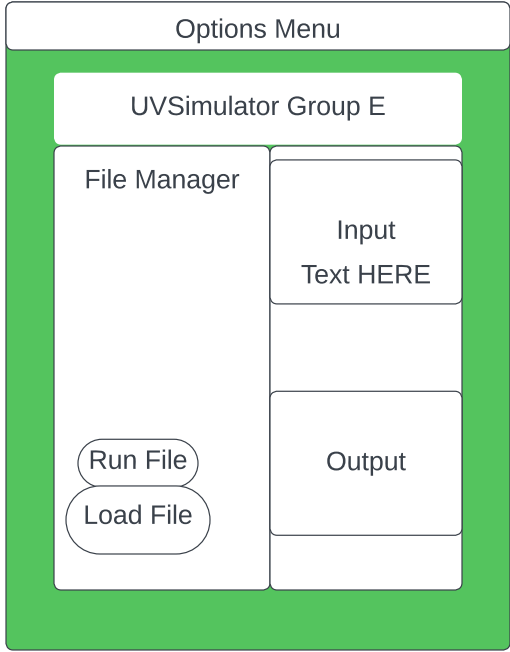 Options Menu
UVSimulator Group E
File Manager
Input
Text HERE
Output
Run File
Load File